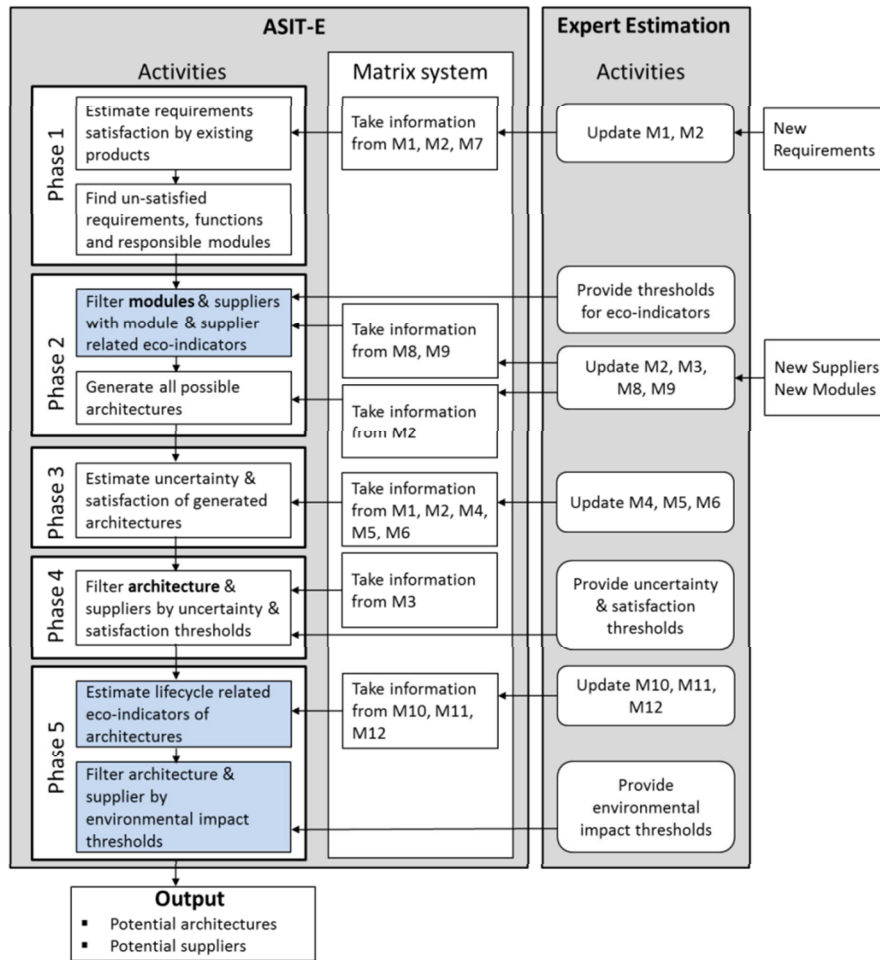 ASIT-E
Expert Estimation
Activities
Matrix system
Activities
Phase 1
Estimate requirements
satisfaction by existing
products
Take information
from M1, M2, M7
Update M1, M2
New
Requirements
Find un-satisfied
requirements, functions
and responsible modules
Phase 2
Filter modules & suppliers
with module & supplier
related eco-indicators
Provide thresholds
for eco-indicators
Take information
from M8, M9
Update M2, M3,
M8, M9
New Suppliers
New Modules
Generate all possible
architectures
Take information
from M2
Phase 3
Estimate uncertainty &
satisfaction of generated
architectures
Take information
from M1, M2, M4,
M5, M6
Update M4, M5, M6
Phase 4
Filter architecture &
suppliers by uncertainty &
satisfaction thresholds
Take information
from M3
Provide uncertainty
& satisfaction
thresholds
Phase 5
Estimate lifecycle related
eco-indicators of
architectures
Take information
from M10, M11,
M12
Update M10, M11,
M12
Filter architecture &
supplier by
environmental impact
thresholds
Provide
environmental
impact thresholds
Output
▪ Potential architectures
▪ Potential suppliers